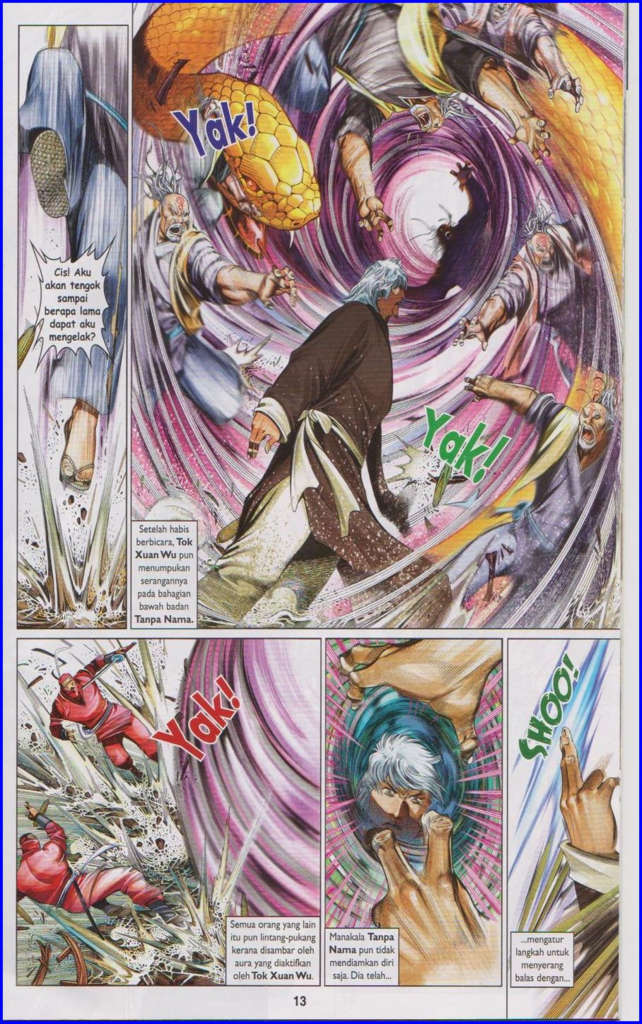 Yak!
Cis! Aku
akan tengok
sampai
berapa lama
dapat aku
mengelak?
Yak!
Setelah habis
berbicara, Tok
Xuan Wu pun
menumpukan
serangannya
pada bahagian
bawah badan
Tanpa Nama.
Yak!
Semua orang yang lain
itu pun lintang-pukang
kerana disambar oleh
aura yang diaktifkan
oleh Tok Xuan Wu.
Manakala Tanpa
Nama pun tidak
mendiamkan diri
saja. Dia telah...
SHOO!
...mengatur
langkah untuk
menyerang
balas dengan...
13